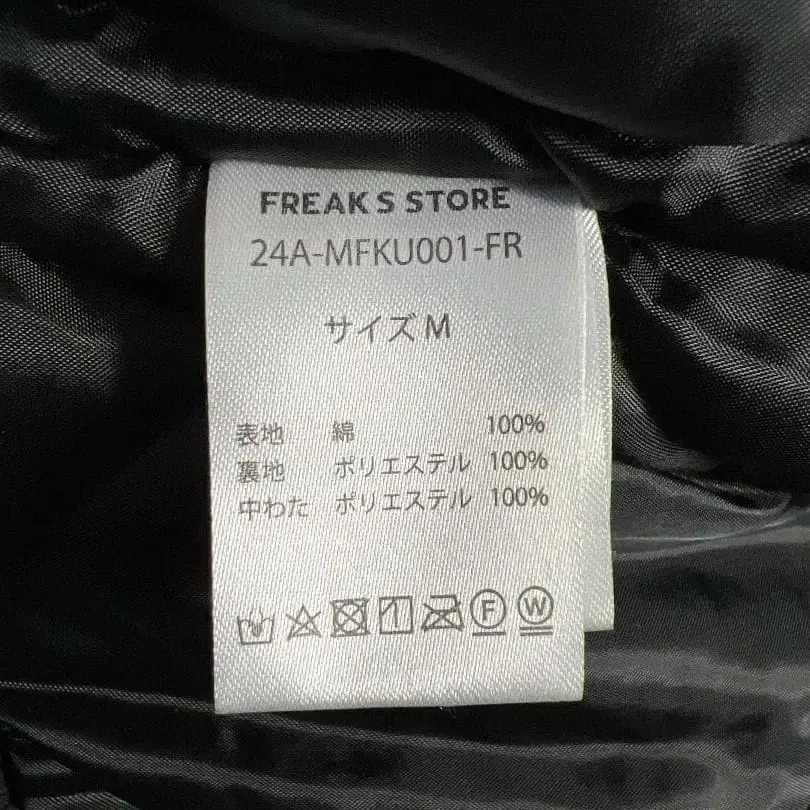 FREAK'S STORE
24A-MFKU001-FR
サイズ M
表地 綿 100%
裏地 ポリエステル 100%
中わた ポリエステル 100%
F W